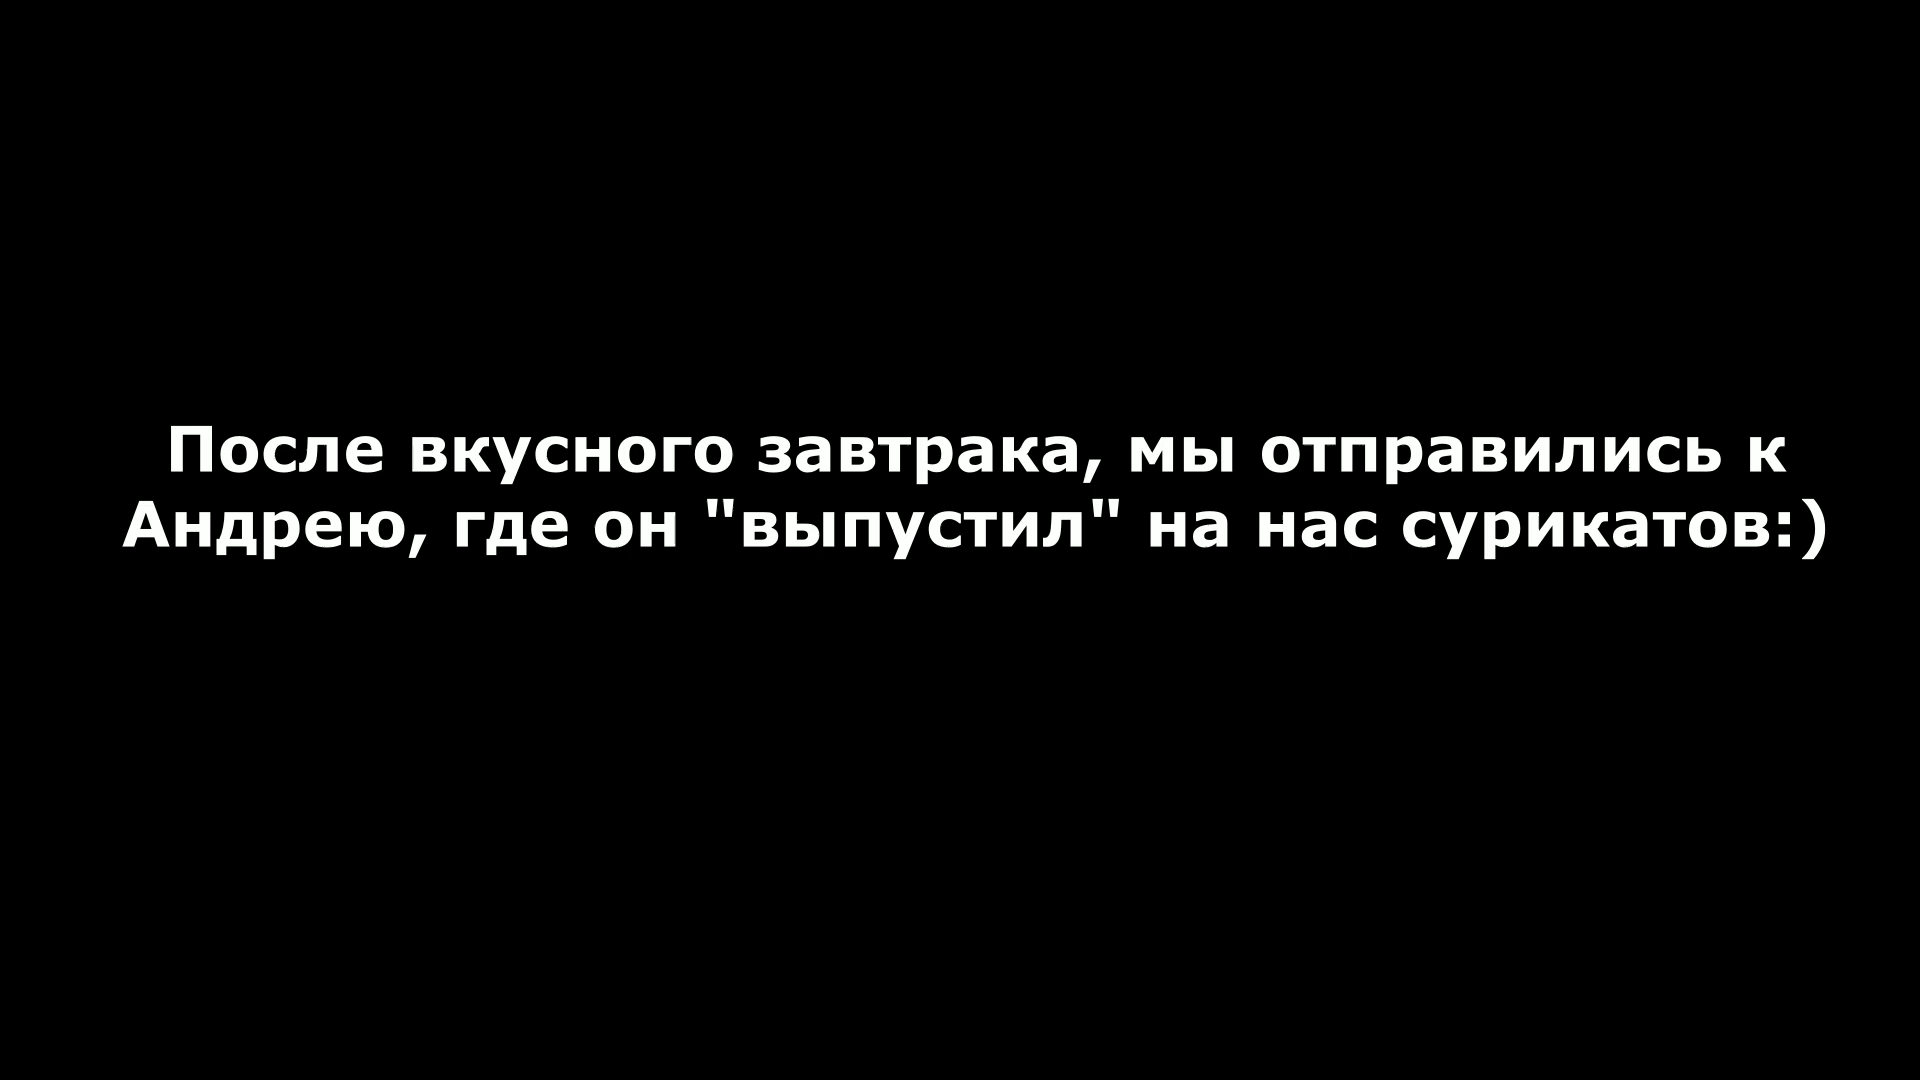 После вкусного завтрака, мы отправились к
Андрею, где он "выпустил" на нас сурикатов:)